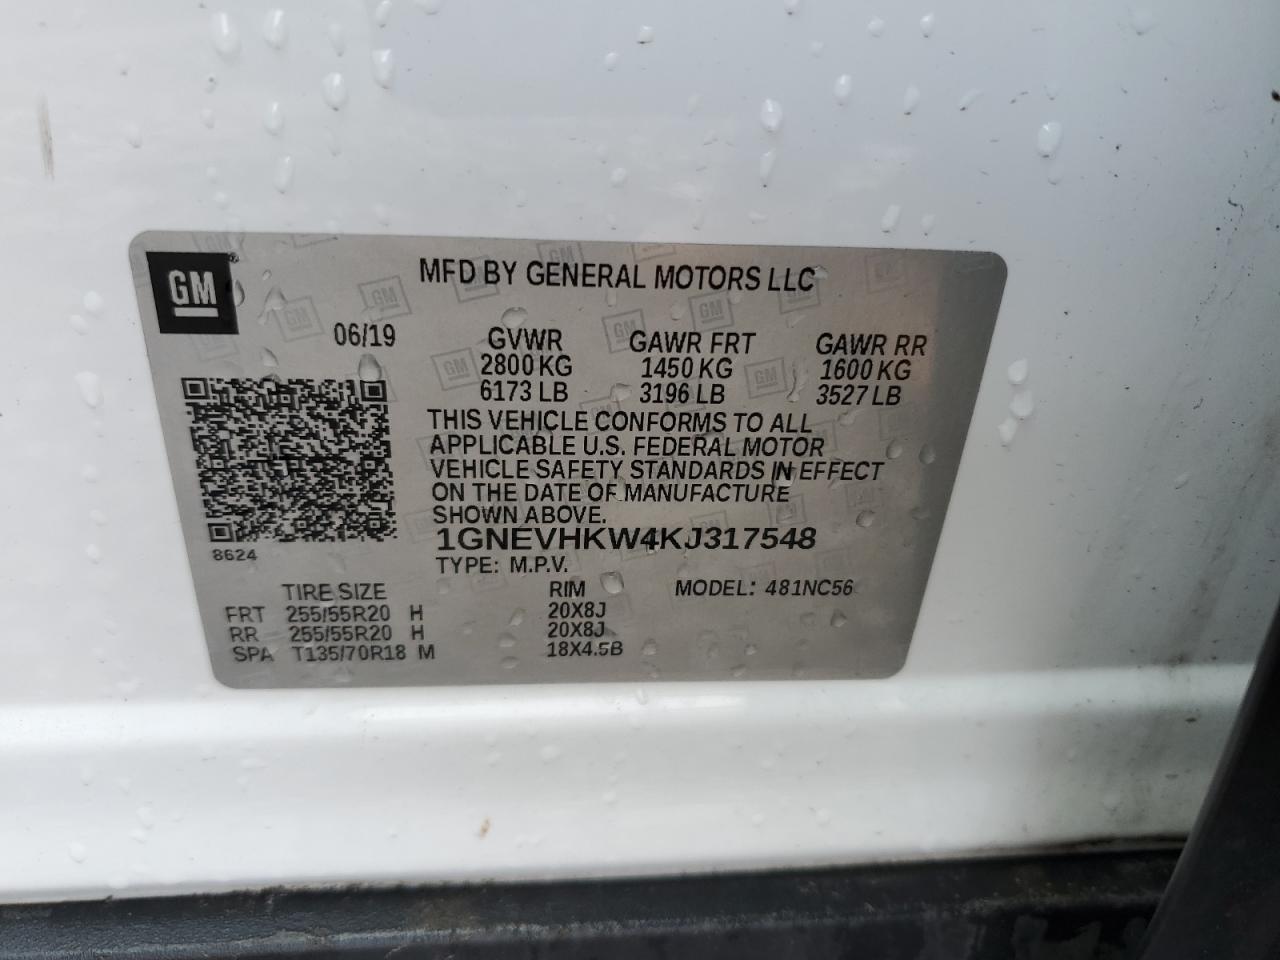 GM
MFD BY GENERAL MOTORS LLC
06/19 GVWR GAWR FRT GAWR RR
2800 KG 1450 KG 1600 KG
6173 LB 3196 LB 3527 LB
THIS VEHICLE CONFORMS TO ALL
APPLICABLE U.S. FEDERAL MOTOR
VEHICLE SAFETY STANDARDS IN EFFECT
ON THE DATE OF MANUFACTURE
SHOWN ABOVE.
1GNEVHKW4KJ317548
8624
TYPE: M.P.V.
TIRE SIZE RIM MODEL: 481NC56
FRT 255/55R20 H 20X8J
RR 255/55R20 H 20X8J
SPA T135/70R18 M 18X4.5B